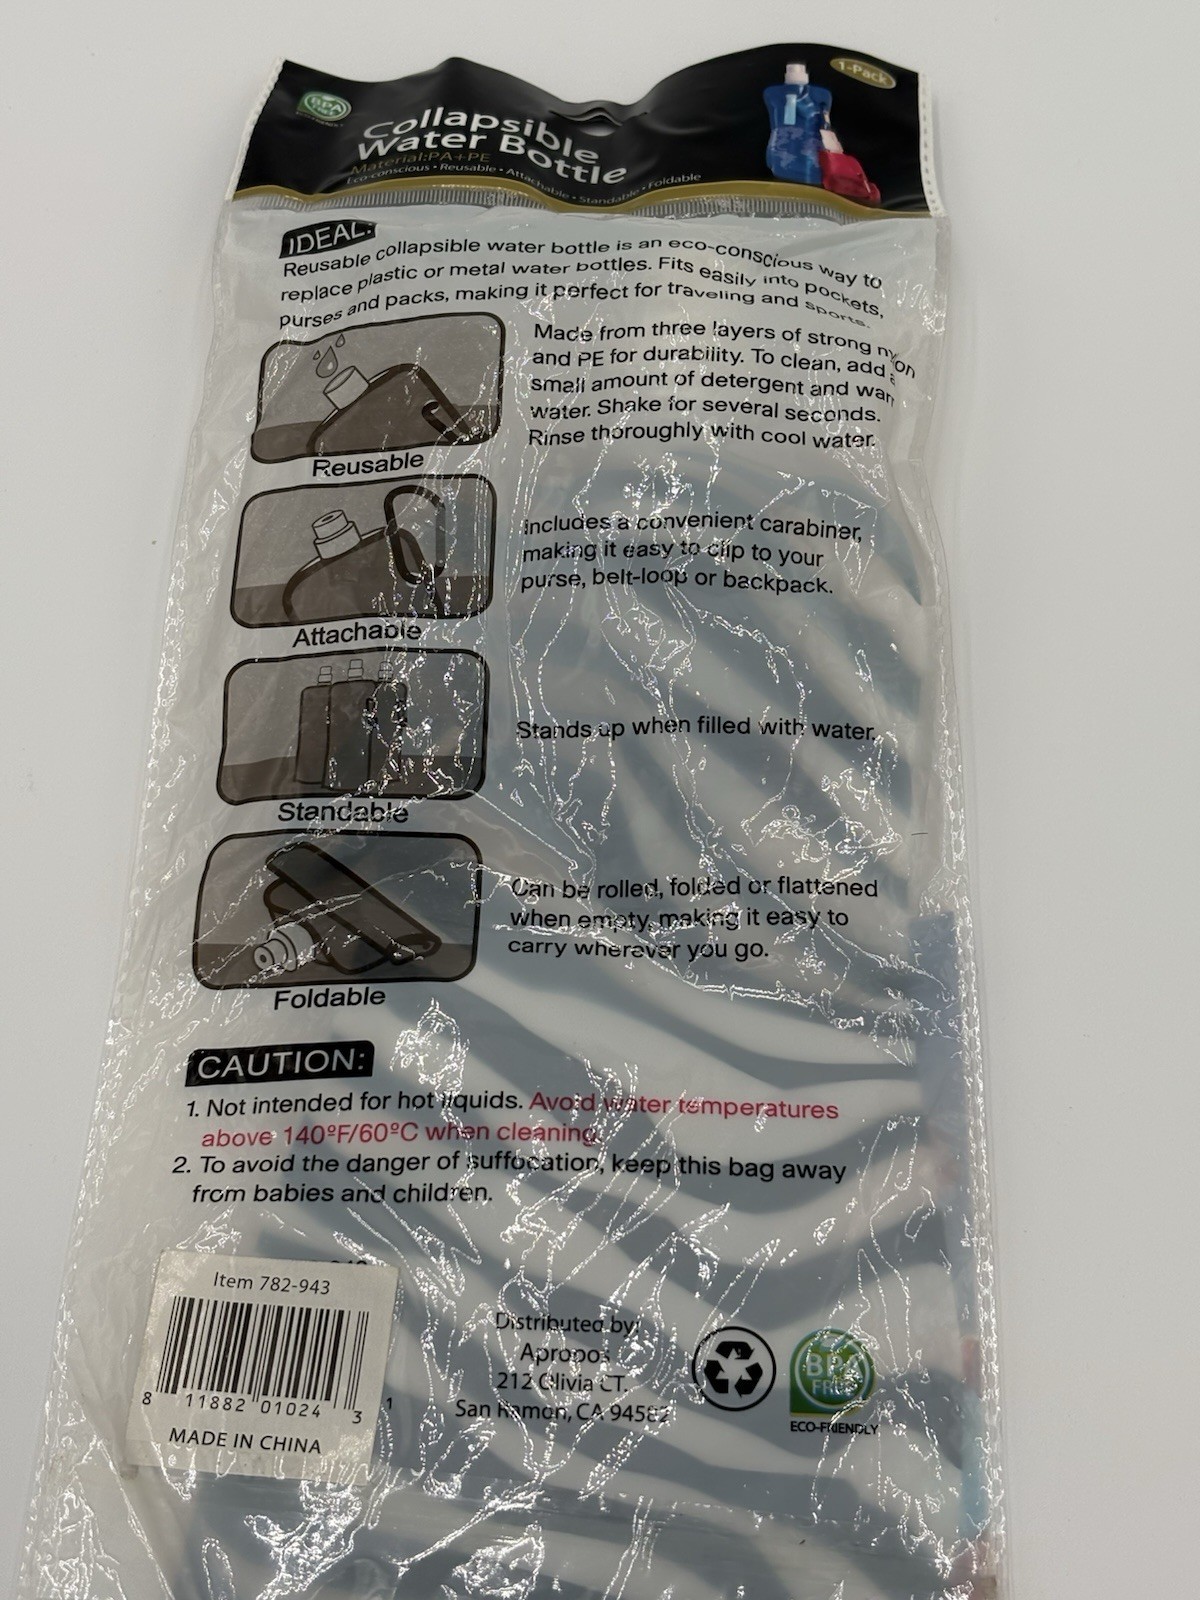 1-Pack
BPA
FREE
ECO-FRIENDLY
Collapsible
Water Bottle
Material:PA+PE
Eco-conscious • Reusable • Attachable • Standable • Foldable
IDEAL:
Reusable collapsible water bottle is an eco-conscious way to
replace plastic or metal water bottles. Fits easily into pockets,
purses and packs, making it perfect for traveling and sports.
Made from three layers of strong nylon
and PE for durability. To clean, add a
small amount of detergent and warm
water. Shake for several seconds.
Rinse thoroughly with cool water.
Reusable
includes a convenient carabiner,
making it easy to clip to your
purse, belt-loop or backpack.
Attachable
Stands up when filled with water.
Standable
Can be rolled, folded or flattened
when empty, making it easy to
carry wherever you go.
Foldable
CAUTION:
1. Not intended for hot liquids. Avoid water temperatures
above 140ºF/60ºC when cleaning.
2. To avoid the danger of suffocation, keep this bag away
from babies and children.
Item 782-943
8 11882 01024 3
MADE IN CHINA
Distributed by:
Apropos
212 Olivia CT.
San Ramon, CA 94582
BPA
FREE
ECO-FRIENDLY